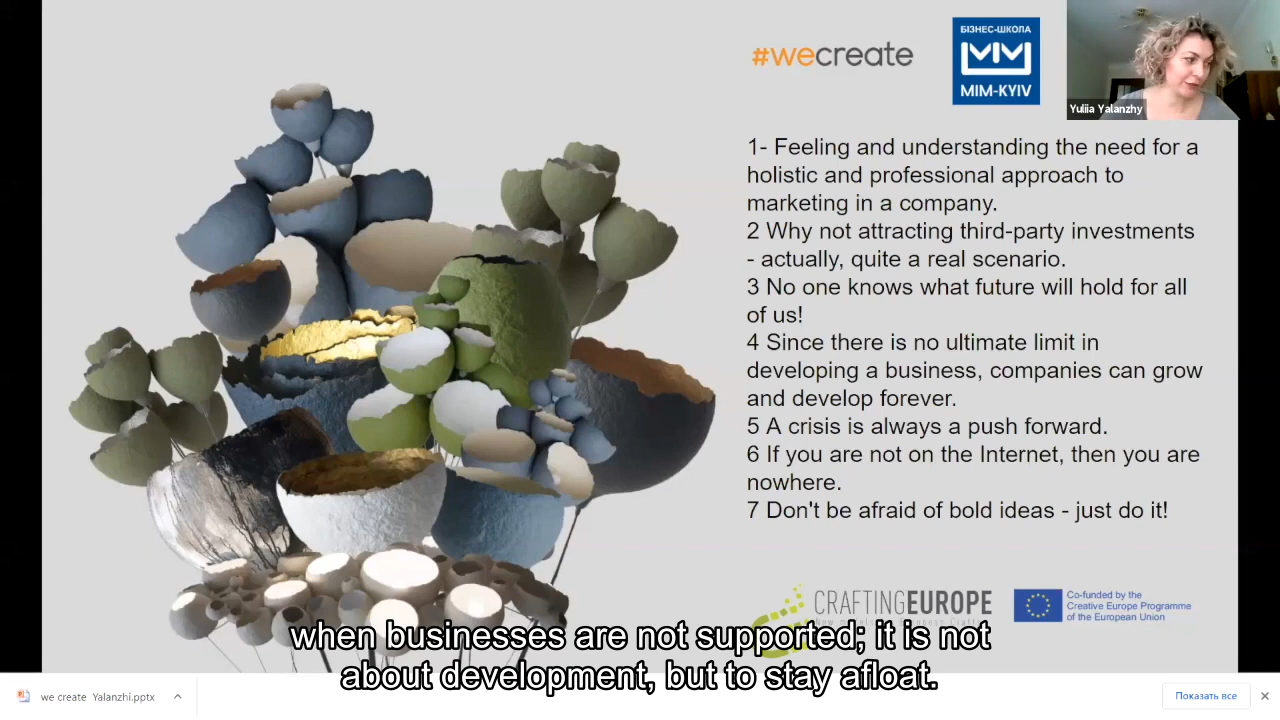 #wecreate
БІЗНЕС-ШКОЛА
MIM
MIM-KYIV
Yuliia Yalanzhy
1- Feeling and understanding the need for a
holistic and professional approach to
marketing in a company.
2 Why not attracting third-party investments
- actually, quite a real scenario.
3 No one knows what future will hold for all
of us!
4 Since there is no ultimate limit in
developing a business, companies can grow
and develop forever.
5 A crisis is always a push forward.
6 If you are not on the Internet, then you are
nowhere.
7 Don't be afraid of bold ideas - just do it!
CRAFTINGEUROPE
Co-funded by the
Creative Europe Programme
of the European Union
when businesses are not supported; it is not
about development, but to stay afloat.
we create Yalanzhi.pptx
Показать все